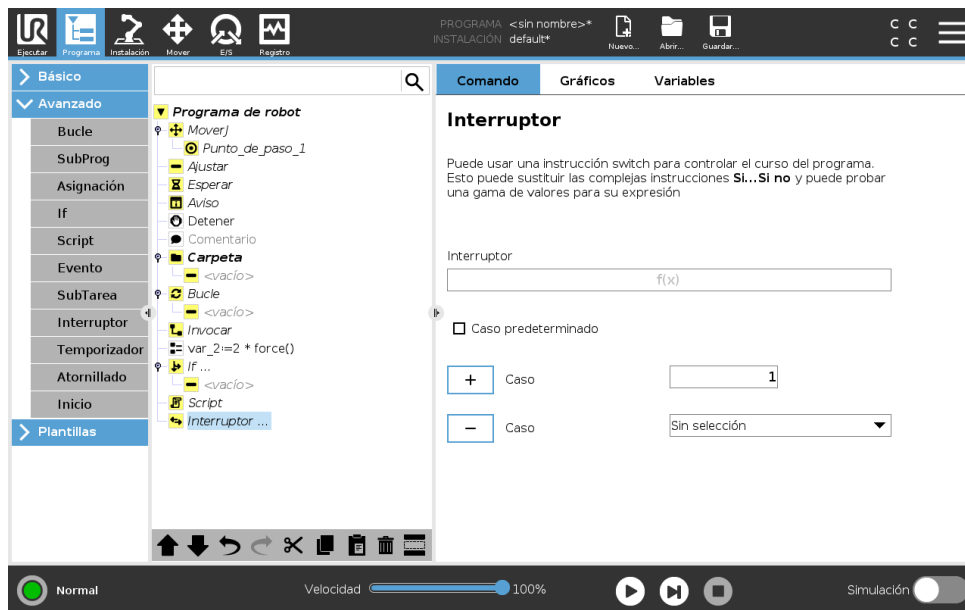 UR
Ejecutar
Programa
Instalación
Mover
E/S
Registro
PROGRAMA <sin nombre>*
INSTALACIÓN default*
Nuevo...
Abrir...
Guardar...
C C
C C
Básico
Avanzado
Bucle
SubProg
Asignación
If
Script
Evento
SubTarea
Interruptor
Temporizador
Atornillado
Inicio
Plantillas
Programa de robot
MoverJ
Punto_de_paso_1
Ajustar
Esperar
Aviso
Detener
Comentario
Carpeta
<vacío>
Bucle
<vacío>
Invocar
var_2:=2 * force()
If ...
<vacío>
Script
Interruptor ...
Comando
Gráficos
Variables
Interruptor
Puede usar una instrucción switch para controlar el curso del programa.
Esto puede sustituir las complejas instrucciones Si...Si no y puede probar
una gama de valores para su expresión
Interruptor
f(x)
Caso predeterminado
+ Caso 1
− Caso Sin selección
Normal
Velocidad
100%
Simulación